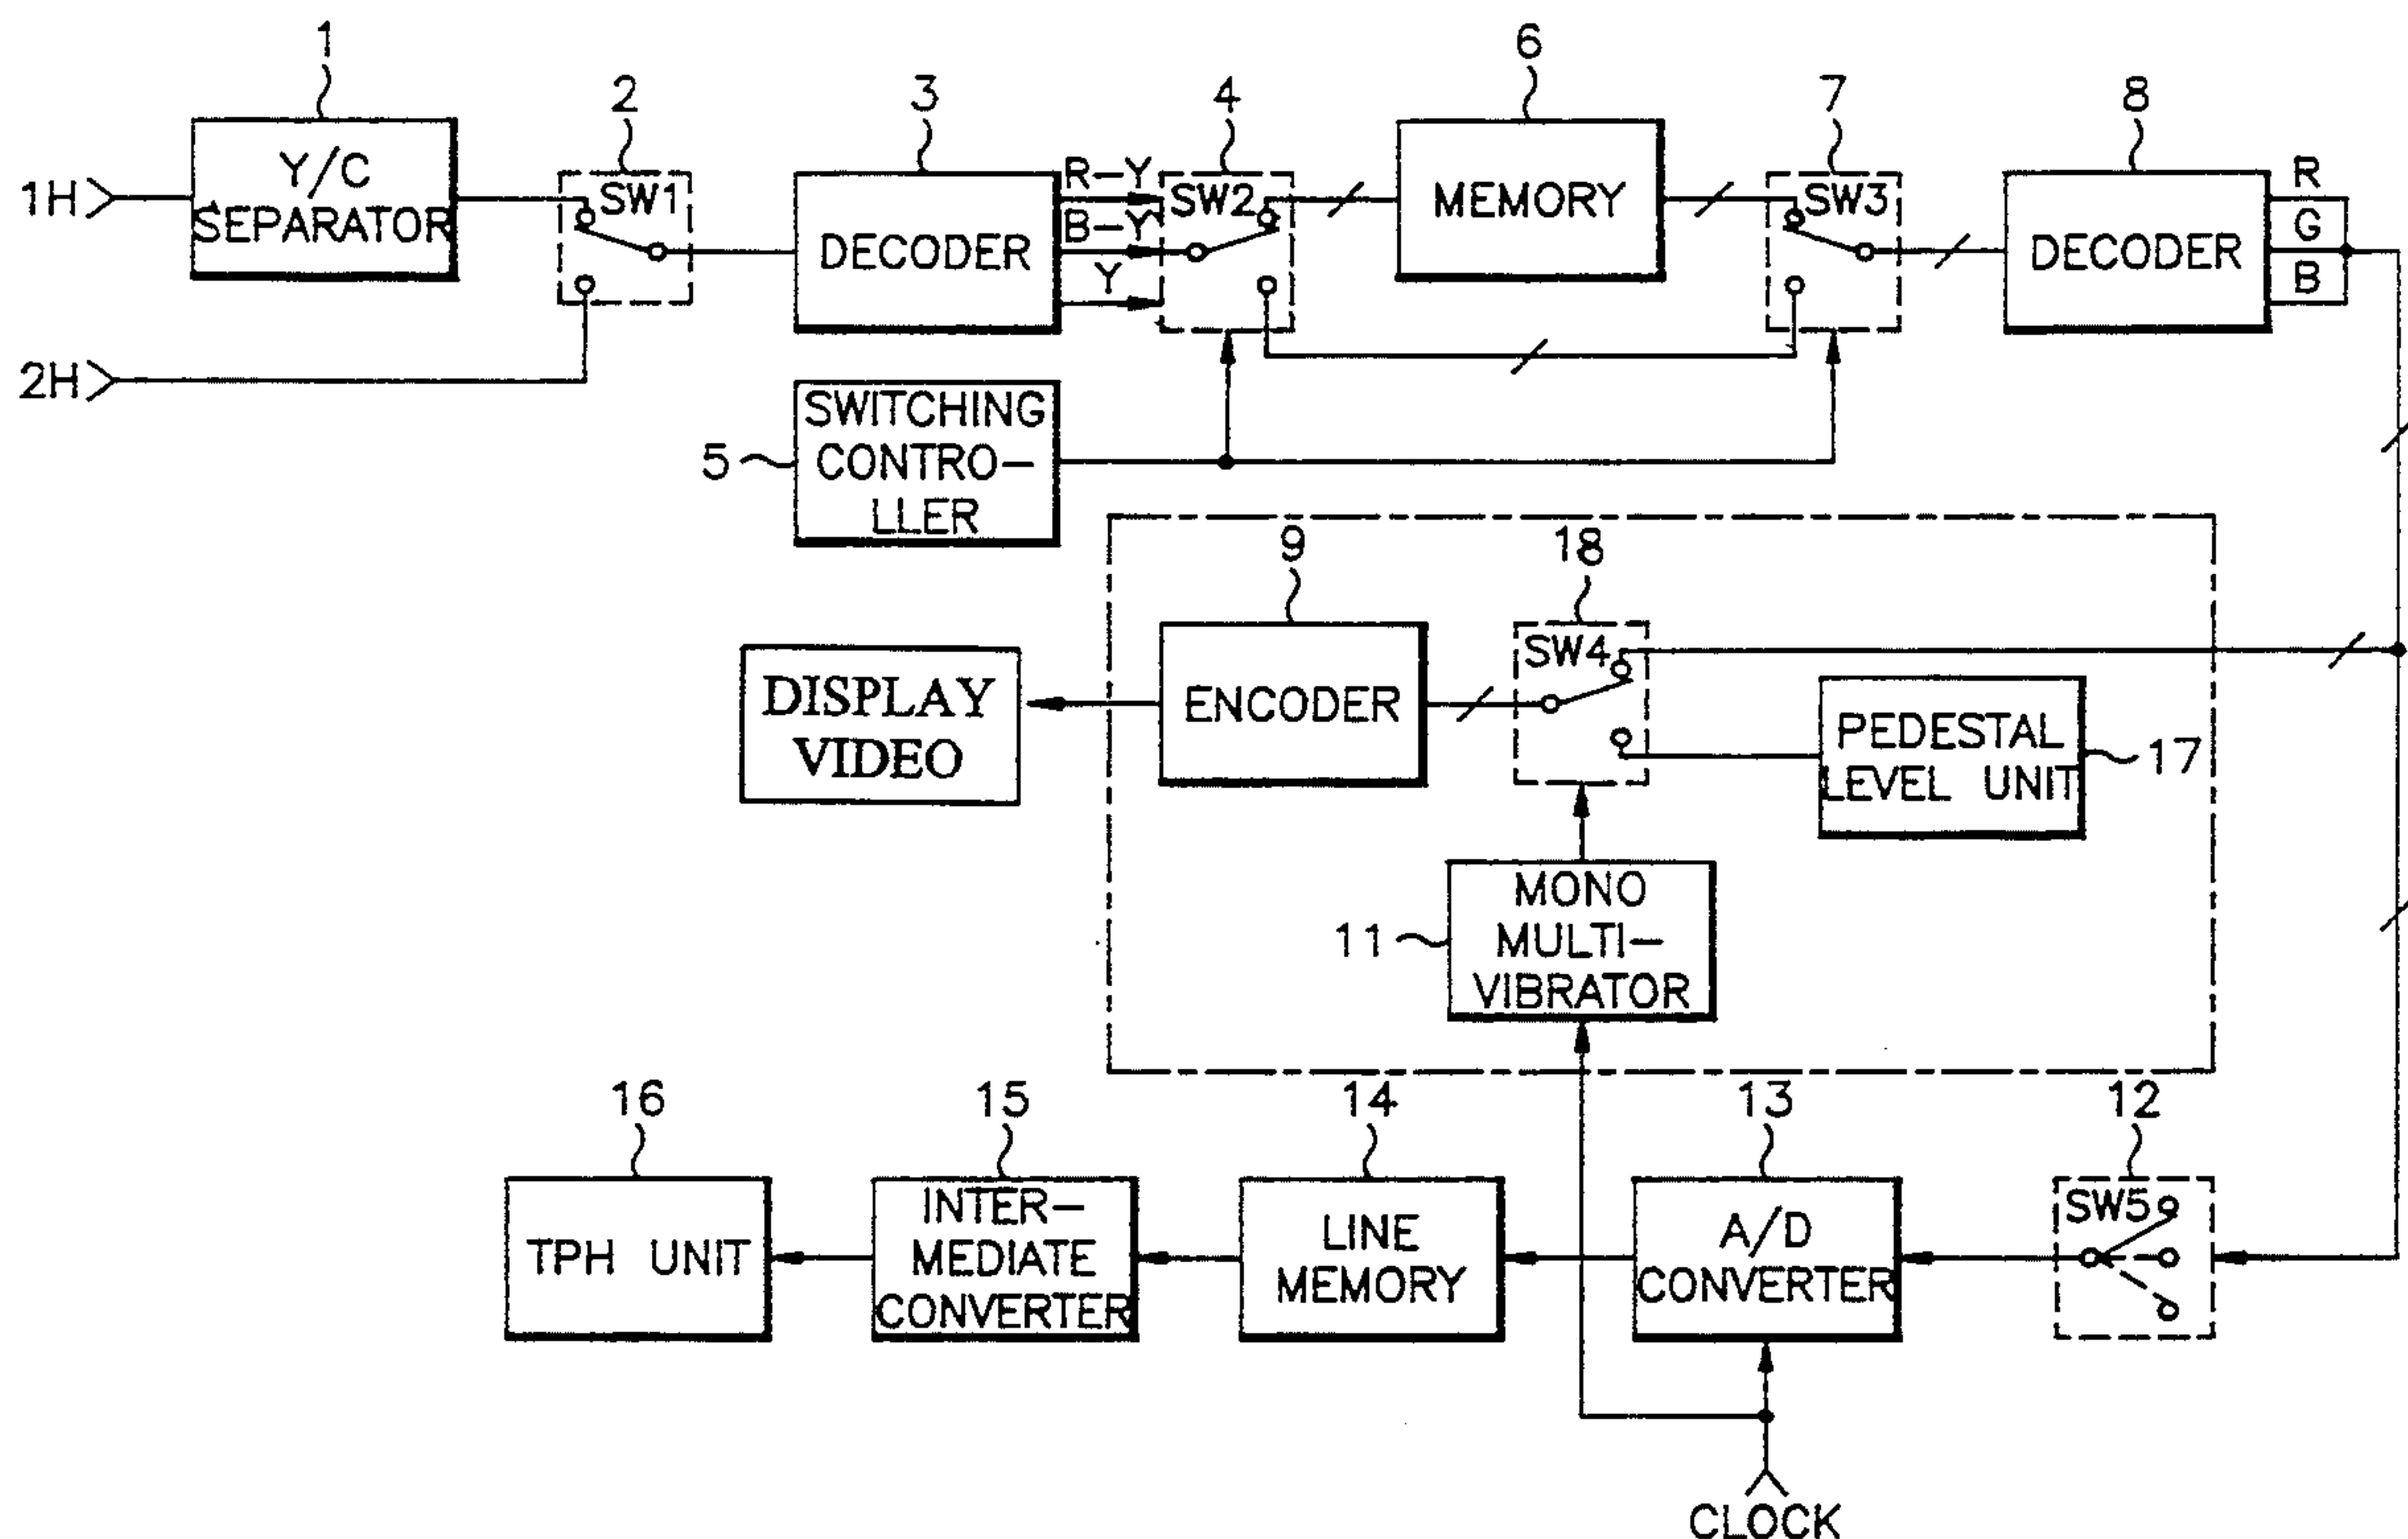 1
2
3
4
6
7
8
1H
Y/C
SEPARATOR
SW1
DECODER
R-Y
B-Y
Y
SW2
MEMORY
SW3
DECODER
R
G
B
2H
5
SWITCHING
CONTRO-
LLER
9
18
DISPLAY
VIDEO
ENCODER
SW4
PEDESTAL
LEVEL UNIT
17
11
MONO
MULTI-
VIBRATOR
16
15
14
13
12
TPH UNIT
INTER-
MEDIATE
CONVERTER
LINE
MEMORY
A/D
CONVERTER
SW5
CLOCK